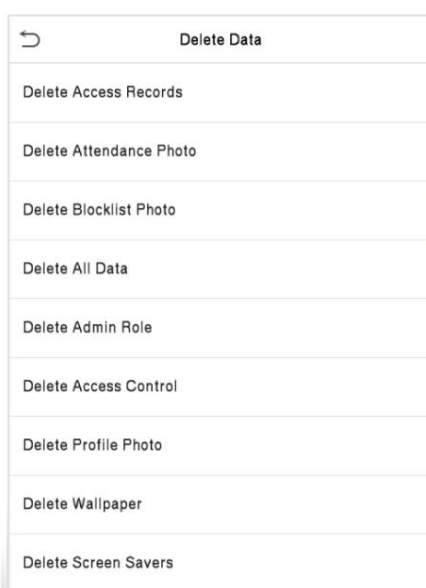 Delete Data
Delete Access Records
Delete Attendance Photo
Delete Blocklist Photo
Delete All Data
Delete Admin Role
Delete Access Control
Delete Profile Photo
Delete Wallpaper
Delete Screen Savers